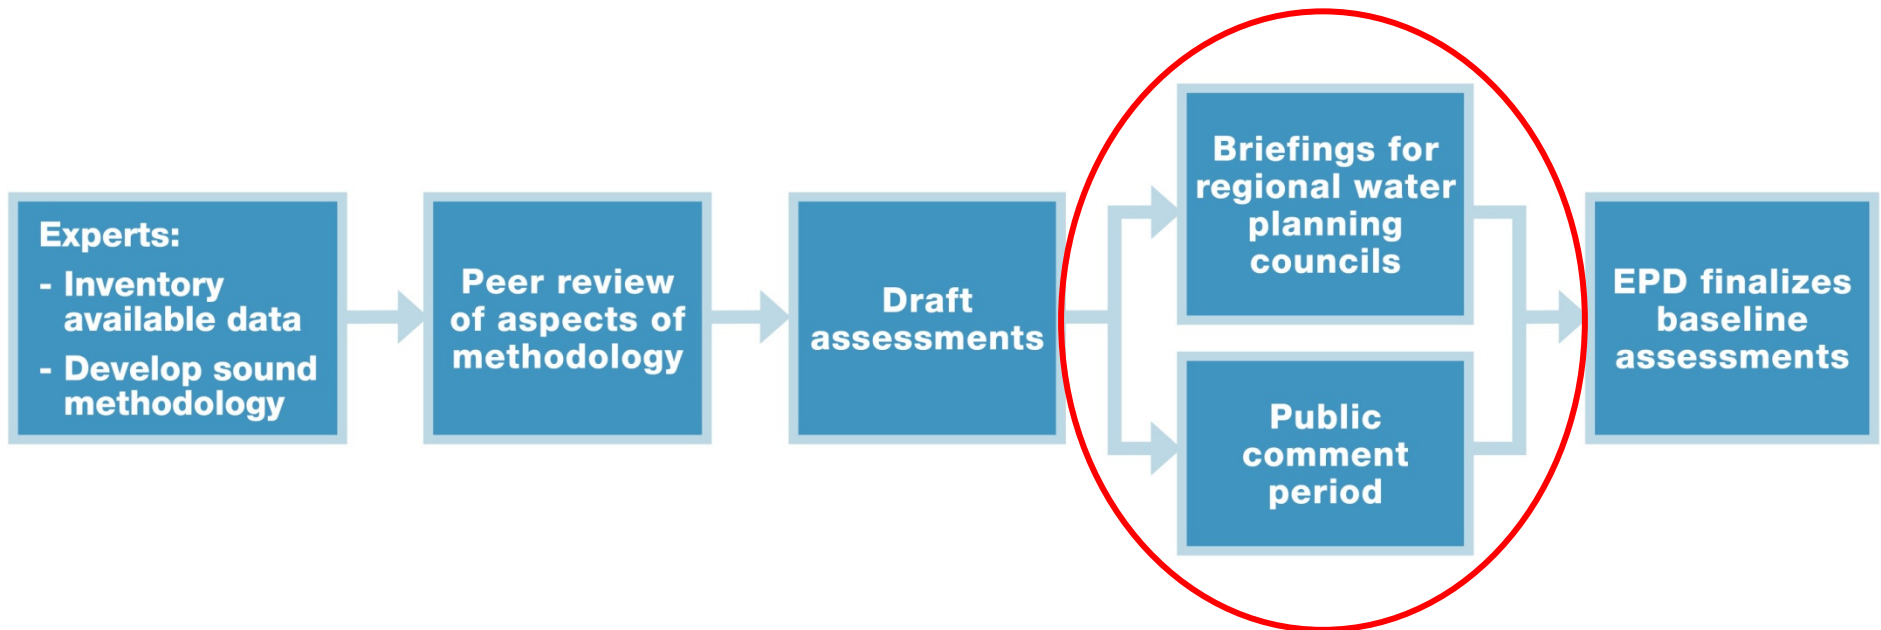 Experts:
- Inventory
available data
- Develop sound
methodology
Peer review
of aspects of
methodology
Draft
assessments
Briefings for
regional water
planning
councils
Public
comment
period
EPD finalizes
baseline
assessments